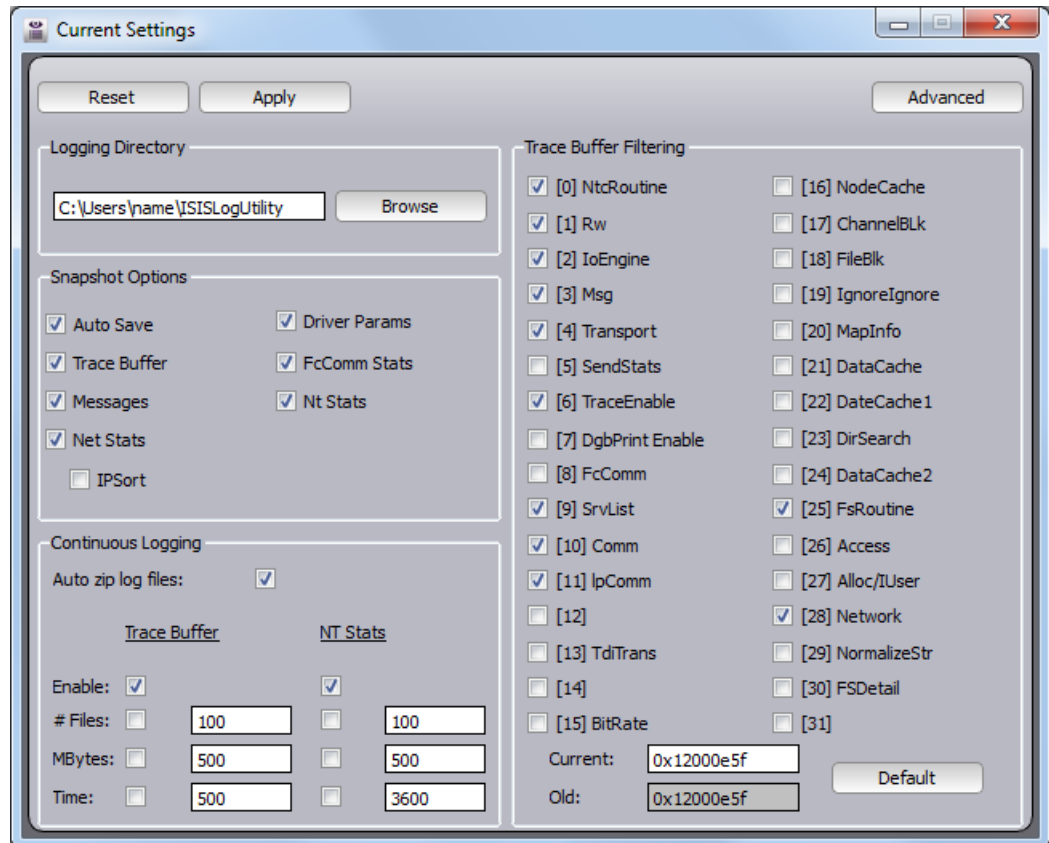 Current Settings
Reset
Apply
Advanced
Logging Directory
C:\Users\name\ISISLogUtility
Browse
Snapshot Options
Auto Save
Driver Params
Trace Buffer
FcComm Stats
Messages
Nt Stats
Net Stats
IPSort
Continuous Logging
Auto zip log files:
Trace Buffer
NT Stats
Enable:
# Files:
100
100
MBytes:
500
500
Time:
500
3600
Trace Buffer Filtering
[0] NtcRoutine
[1] Rw
[2] IoEngine
[3] Msg
[4] Transport
[5] SendStats
[6] TraceEnable
[7] DgbPrint Enable
[8] FcComm
[9] SrvList
[10] Comm
[11] lpComm
[12]
[13] TdiTrans
[14]
[15] BitRate
[16] NodeCache
[17] ChannelBLk
[18] FileBlk
[19] IgnoreIgnore
[20] MapInfo
[21] DataCache
[22] DateCache1
[23] DirSearch
[24] DataCache2
[25] FsRoutine
[26] Access
[27] Alloc/IUser
[28] Network
[29] NormalizeStr
[30] FSDetail
[31]
Current:
0x12000e5f
Old:
0x12000e5f
Default